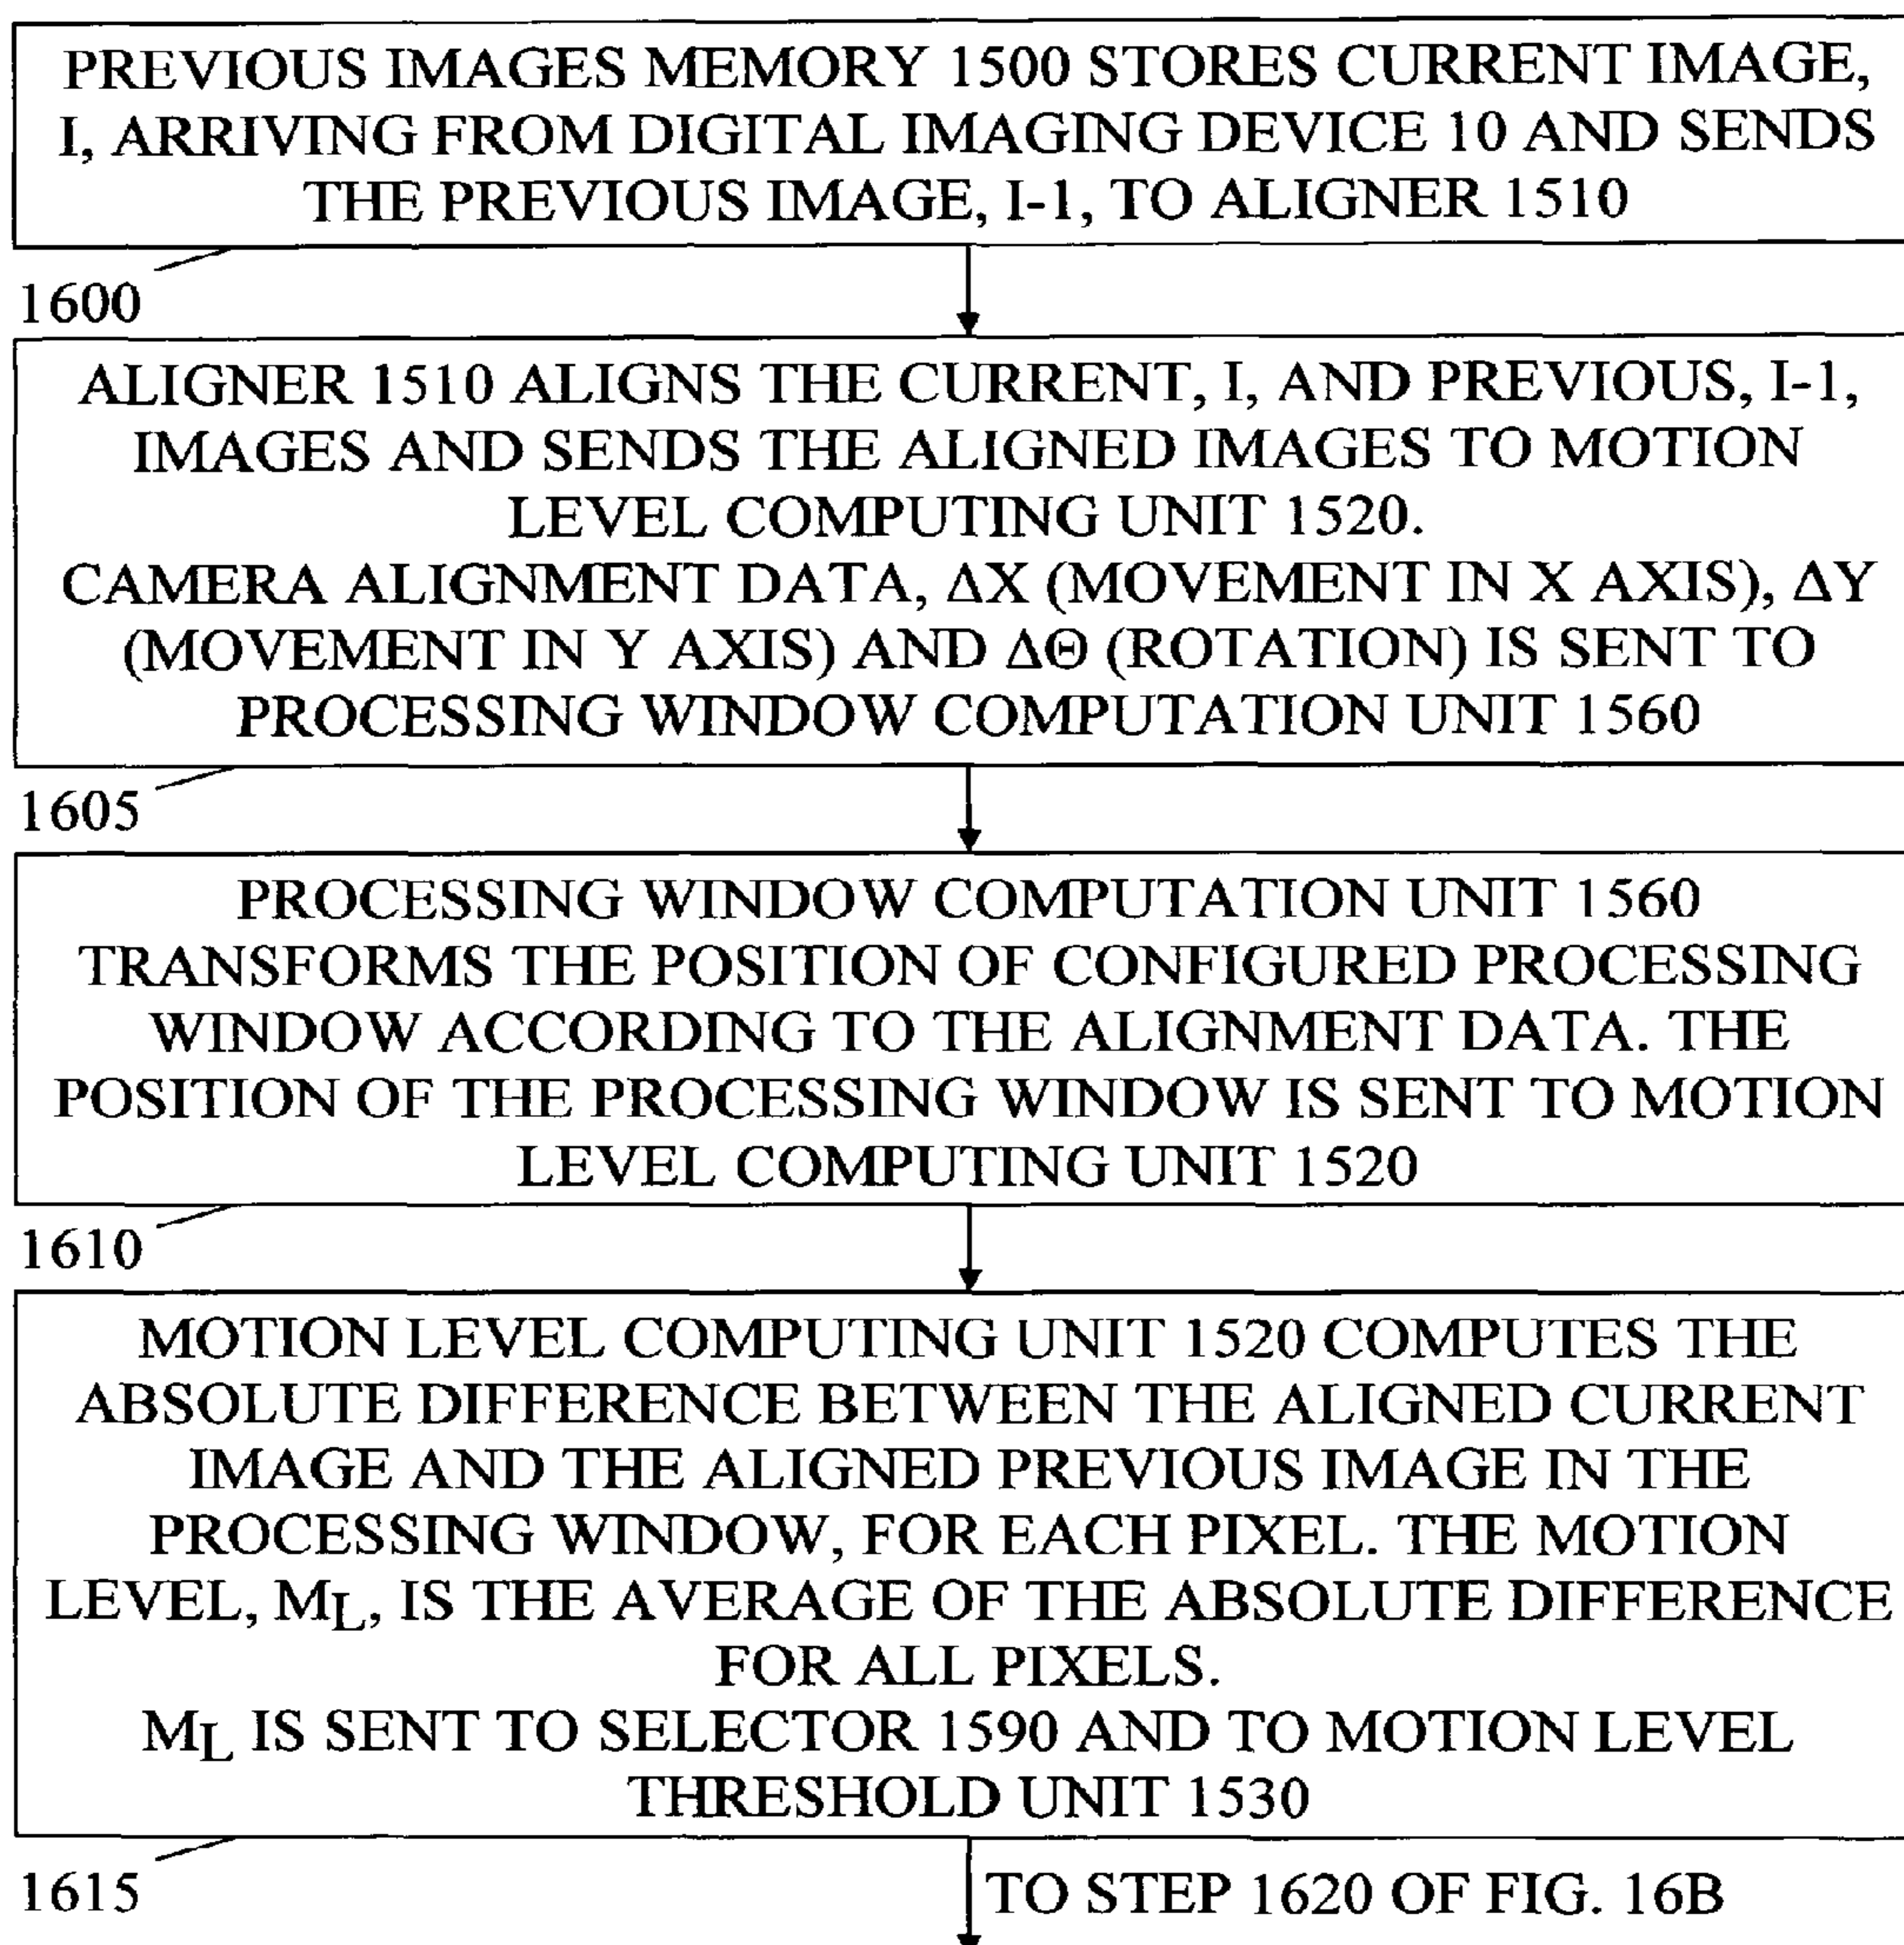 PREVIOUS IMAGES MEMORY 1500 STORES CURRENT IMAGE,
I, ARRIVING FROM DIGITAL IMAGING DEVICE 10 AND SENDS
THE PREVIOUS IMAGE, I-1, TO ALIGNER 1510
1600
ALIGNER 1510 ALIGNS THE CURRENT, I, AND PREVIOUS, I-1,
IMAGES AND SENDS THE ALIGNED IMAGES TO MOTION
LEVEL COMPUTING UNIT 1520.
CAMERA ALIGNMENT DATA, ΔX (MOVEMENT IN X AXIS), ΔY
(MOVEMENT IN Y AXIS) AND ΔΘ (ROTATION) IS SENT TO
PROCESSING WINDOW COMPUTATION UNIT 1560
1605
PROCESSING WINDOW COMPUTATION UNIT 1560
TRANSFORMS THE POSITION OF CONFIGURED PROCESSING
WINDOW ACCORDING TO THE ALIGNMENT DATA. THE
POSITION OF THE PROCESSING WINDOW IS SENT TO MOTION
LEVEL COMPUTING UNIT 1520
1610
MOTION LEVEL COMPUTING UNIT 1520 COMPUTES THE
ABSOLUTE DIFFERENCE BETWEEN THE ALIGNED CURRENT
IMAGE AND THE ALIGNED PREVIOUS IMAGE IN THE
PROCESSING WINDOW, FOR EACH PIXEL. THE MOTION
LEVEL, ML, IS THE AVERAGE OF THE ABSOLUTE DIFFERENCE
FOR ALL PIXELS.
ML IS SENT TO SELECTOR 1590 AND TO MOTION LEVEL
THRESHOLD UNIT 1530
1615
TO STEP 1620 OF FIG. 16B